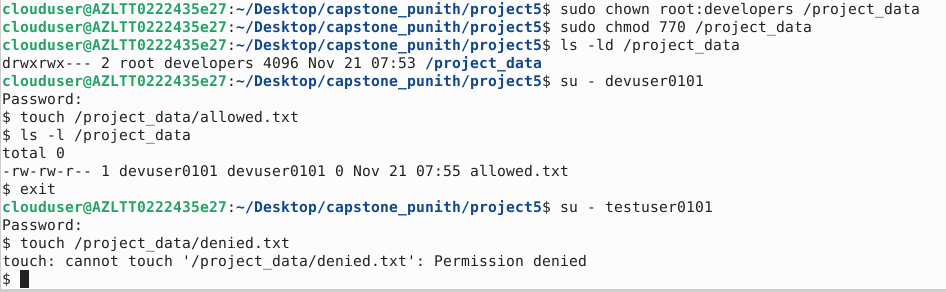 clouduser@AZLTT0222435e27:~/Desktop/capstone_punith/project5$ sudo chown root:developers /project_data
clouduser@AZLTT0222435e27:~/Desktop/capstone_punith/project5$ sudo chmod 770 /project_data
clouduser@AZLTT0222435e27:~/Desktop/capstone_punith/project5$ ls -ld /project_data
drwxrwx--- 2 root developers 4096 Nov 21 07:53 /project_data
clouduser@AZLTT0222435e27:~/Desktop/capstone_punith/project5$ su - devuser0101
Password:
$ touch /project_data/allowed.txt
$ ls -l /project_data
total 0
-rw-rw-r-- 1 devuser0101 devuser0101 0 Nov 21 07:55 allowed.txt
$ exit
clouduser@AZLTT0222435e27:~/Desktop/capstone_punith/project5$ su - testuser0101
Password:
$ touch /project_data/denied.txt
touch: cannot touch '/project_data/denied.txt': Permission denied
$